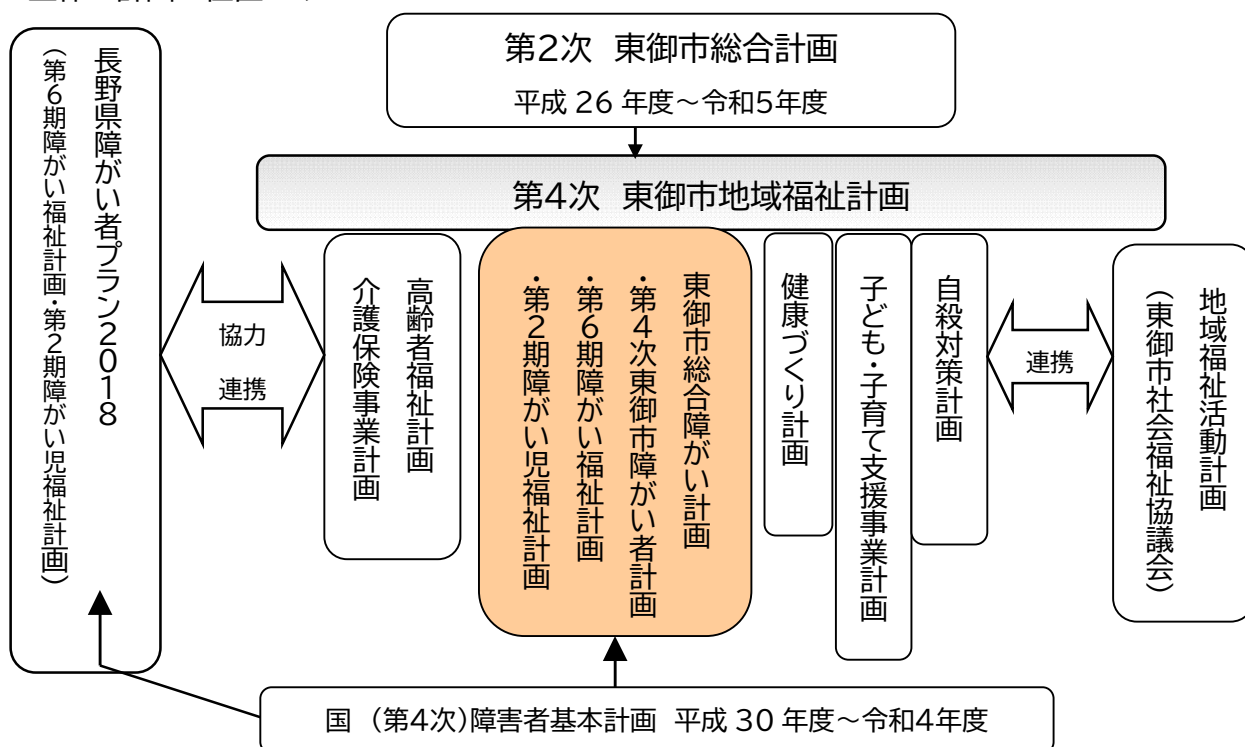 第2次 東御市総合計画
平成 26 年度～令和5年度
第4次 東御市地域福祉計画
長野県障がい者プラン2018
(第6期障がい福祉計画・第2期障がい児福祉計画)
協力
連携
高齢者福祉計画
介護保険事業計画
東御市総合障がい計画
・第4次東御市障がい者計画
・第6期障がい福祉計画
・第2期障がい児福祉計画
健康づくり計画
子ども・子育て支援事業計画
自殺対策計画
連携
地域福祉活動計画
(東御市社会福祉協議会)
国 (第4次)障害者基本計画 平成 30 年度～令和4年度